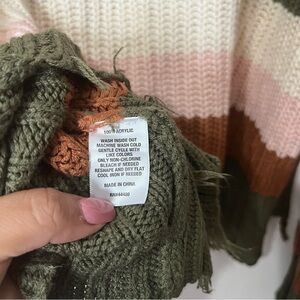 100% ACRYLIC
WASH INSIDE OUT
MACHINE WASH COLD
GENTLE CYCLE WITH
LIKE COLORS
ONLY NON-CHLORINE
BLEACH IF NEEDED
RESHAPE AND DRY FLAT
COOL IRON IF NEEDED
MADE IN CHINA